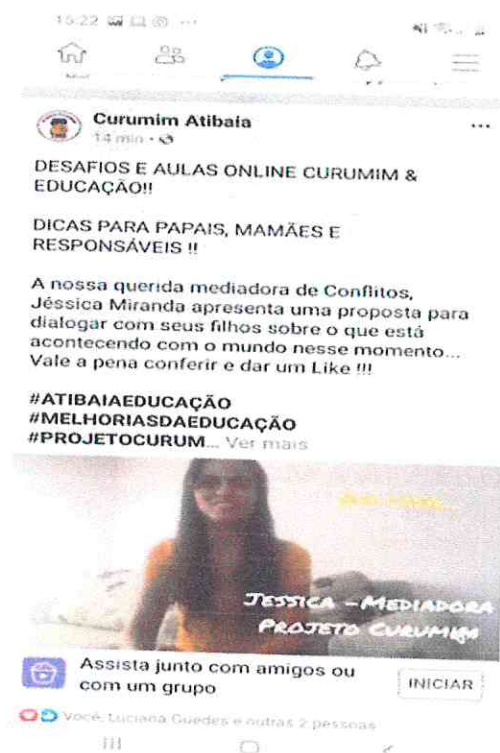 15:22
Curumim Atibaia
14 min
DESAFIOS E AULAS ONLINE CURUMIM &
EDUCAÇÃO!!
DICAS PARA PAPAIS, MAMÃES E
RESPONSÁVEIS !!
A nossa querida mediadora de Conflitos,
Jéssica Miranda apresenta uma proposta para
dialogar com seus filhos sobre o que está
acontecendo com o mundo nesse momento...
Vale a pena conferir e dar um Like !!!
#ATIBAIAEDUCAÇÃO
#MELHORIASDAEDUCAÇÃO
#PROJETOCURUM... Ver mais
JESSICA - MEDIADORA
PROJETO CURUMIM
Assista junto com amigos ou
com um grupo
INICIAR
Você, Luciana Guedes e outras 2 pessoas